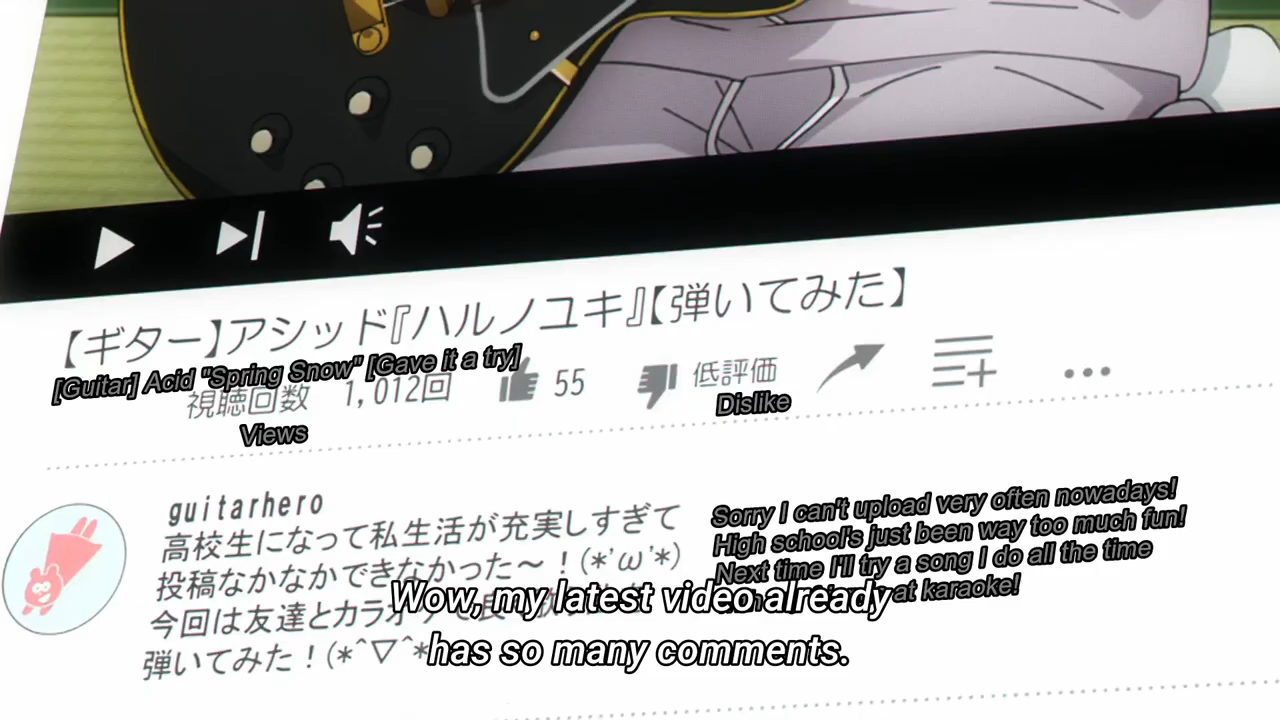 【ギター】アシッド『ハルノユキ』【弾いてみた】
[Guitar] Acid "Spring Snow" [Gave it a try]
視聴回数 1,012回 55 低評価
Views
Dislike
guitarhero
高校生になって私生活が充実しすぎて
投稿なかなかできなかった～！(*'ω'*)
今回は友達とカラオケで
弾いてみた！(*^▽^*
Sorry I can't upload very often nowadays!
High school's just been way too much fun!
Next time I'll try a song I do all the time
at karaoke!
Wow, my latest video already
has so many comments.